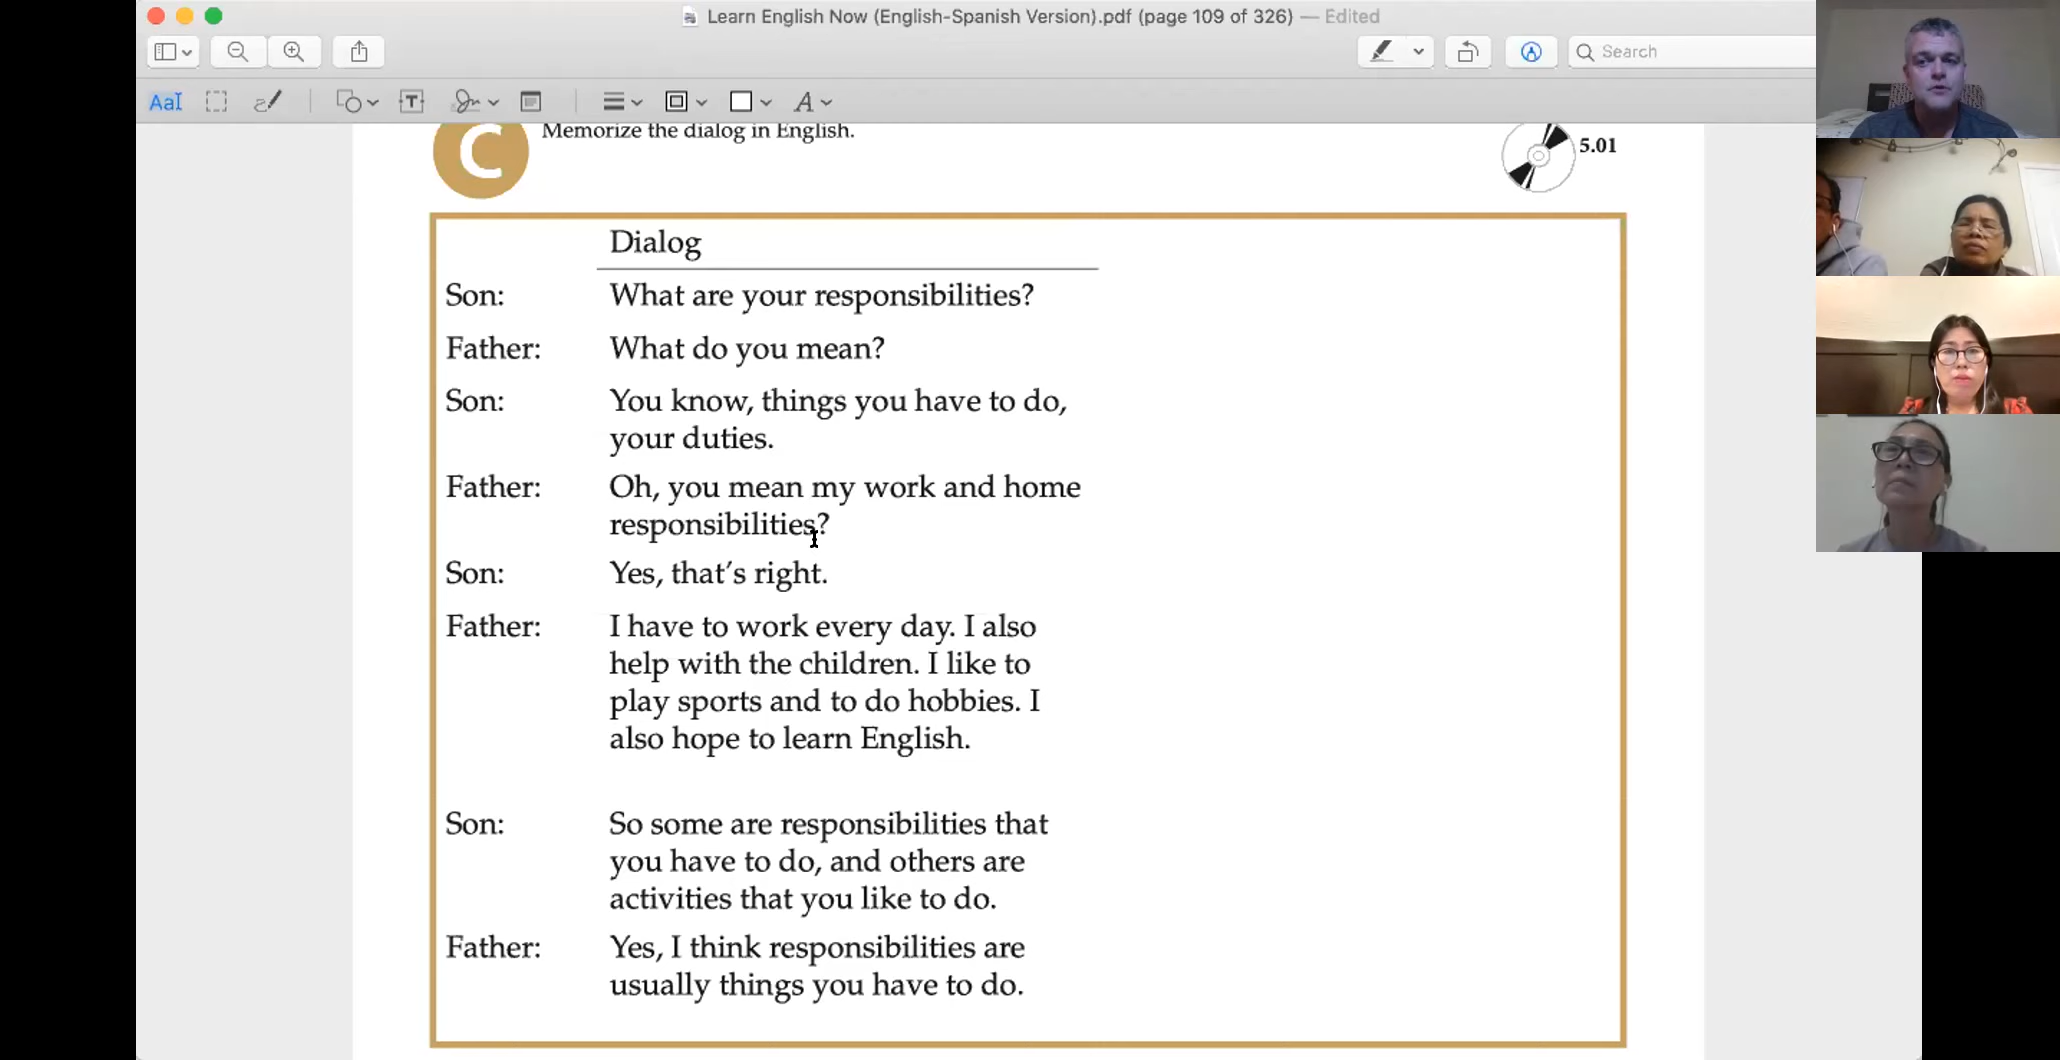 Learn English Now (English-Spanish Version).pdf (page 109 of 326) — Edited
Search
AaI
T
A
C
Memorize the dialog in English.
5.01
Dialog
Son: What are your responsibilities?
Father: What do you mean?
Son: You know, things you have to do,
your duties.
Father: Oh, you mean my work and home
responsibilities?
Son: Yes, that's right.
Father: I have to work every day. I also
help with the children. I like to
play sports and to do hobbies. I
also hope to learn English.
Son: So some are responsibilities that
you have to do, and others are
activities that you like to do.
Father: Yes, I think responsibilities are
usually things you have to do.